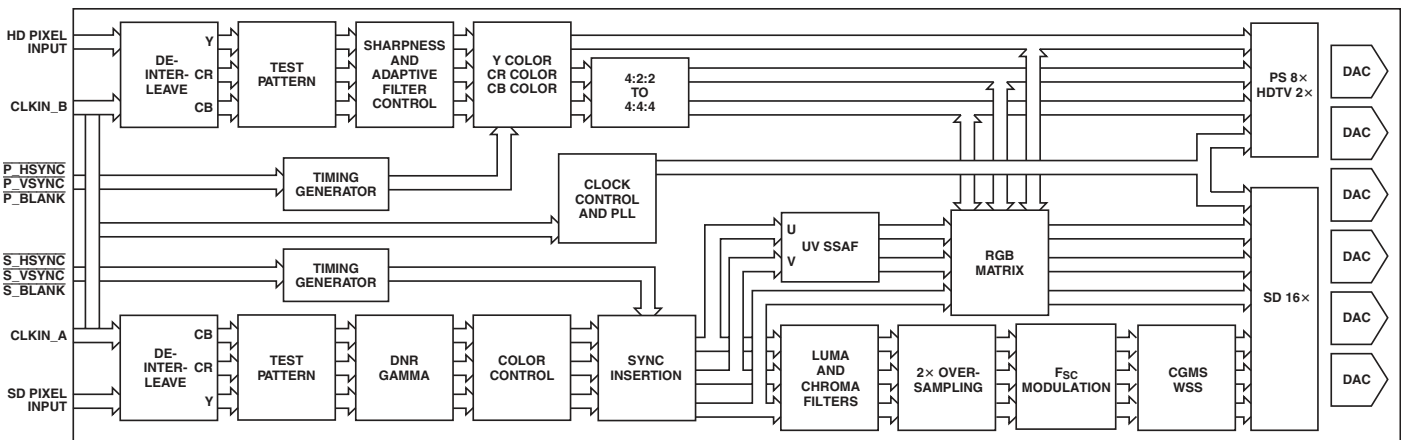 HD PIXEL
INPUT
CLKIN_B
P_HSYNC
P_VSYNC
P_BLANK
S_HSYNC
S_VSYNC
S_BLANK
CLKIN_A
SD PIXEL
INPUT
DE-
INTER-
LEAVE
Y
CR
CB
TEST
PATTERN
SHARPNESS
AND
ADAPTIVE
FILTER
CONTROL
Y COLOR
CR COLOR
CB COLOR
4:2:2
TO
4:4:4
PS 8×
HDTV 2×
TIMING
GENERATOR
CLOCK
CONTROL
AND PLL
TIMING
GENERATOR
U
V
UV SSAF
RGB
MATRIX
SD 16×
DE-
INTER-
LEAVE
CB
CR
Y
TEST
PATTERN
DNR
GAMMA
COLOR
CONTROL
SYNC
INSERTION
LUMA
AND
CHROMA
FILTERS
2× OVER-
SAMPLING
FSC
MODULATION
CGMS
WSS
DAC
DAC
DAC
DAC
DAC
DAC